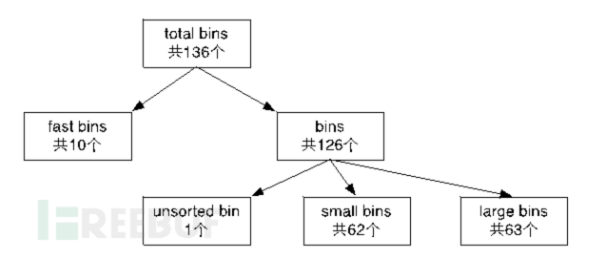 total bins
共136个
fast bins
共10个
bins
共126个
unsorted bin
1个
small bins
共62个
large bins
共63个
FREEBUF